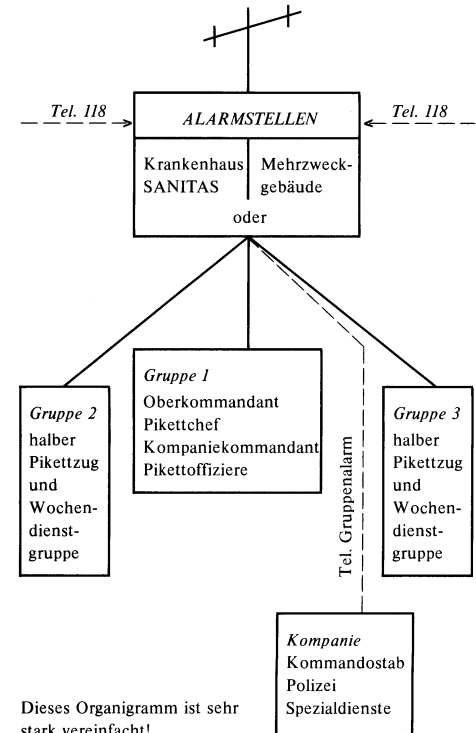 Tel. 118
Tel. 118
ALARMSTELLEN
Krankenhaus
SANITAS
Mehrzweck-
gebäude
oder
Gruppe 1
Oberkommandant
Pikettchef
Kompaniekommandant
Pikettoffiziere
Gruppe 2
halber
Pikettzug
und
Wochen-
dienst-
gruppe
Gruppe 3
halber
Pikettzug
und
Wochen-
dienst-
gruppe
Tel. Gruppenalarm
Kompanie
Kommandostab
Polizei
Spezialdienste
Dieses Organigramm ist sehr
stark vereinfacht!